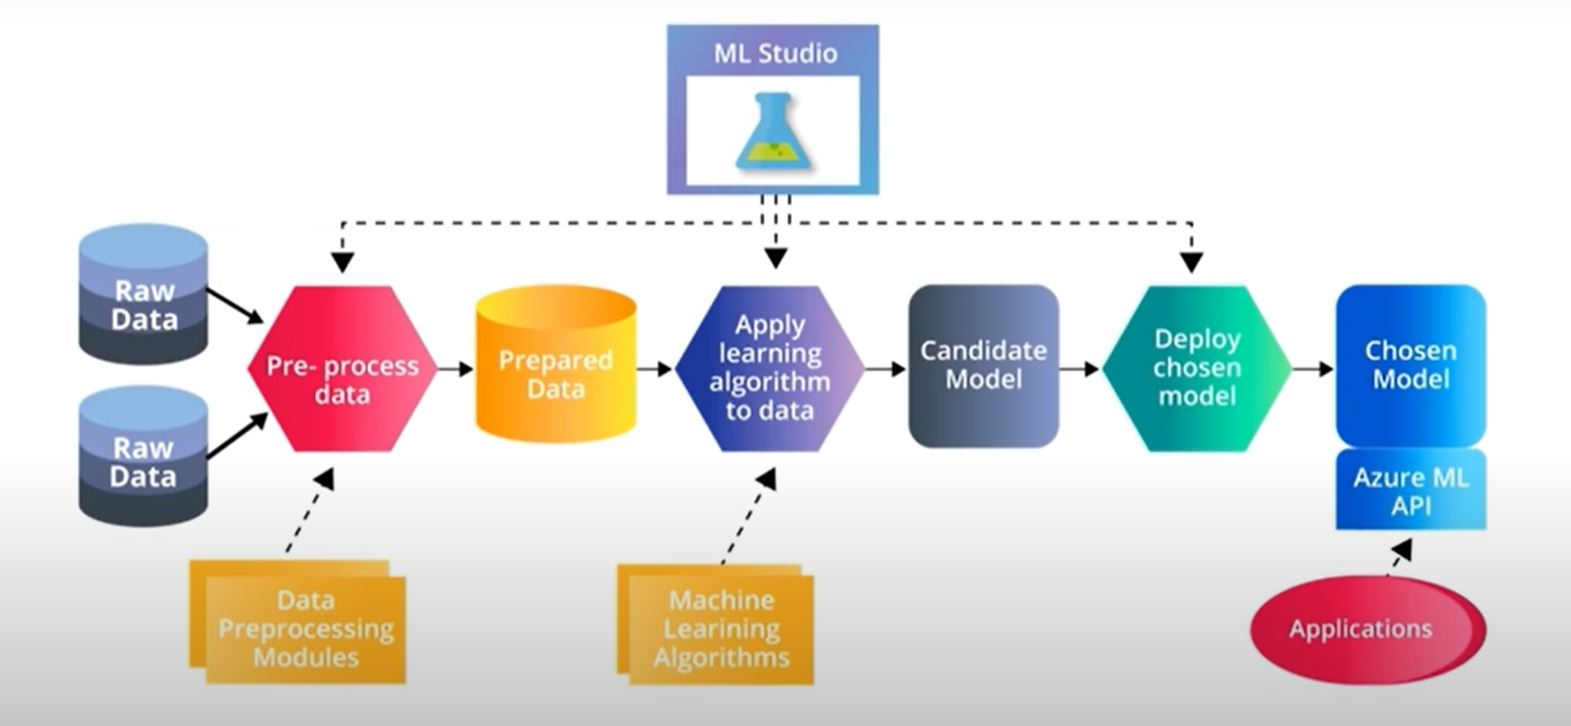 ML Studio
Raw
Data
Raw
Data
Pre- process
data
Prepared
Data
Apply
learning
algorithm
to data
Candidate
Model
Deploy
chosen
model
Chosen
Model
Azure ML
API
Data
Preprocessing
Modules
Machine
Learining
Algorithms
Applications